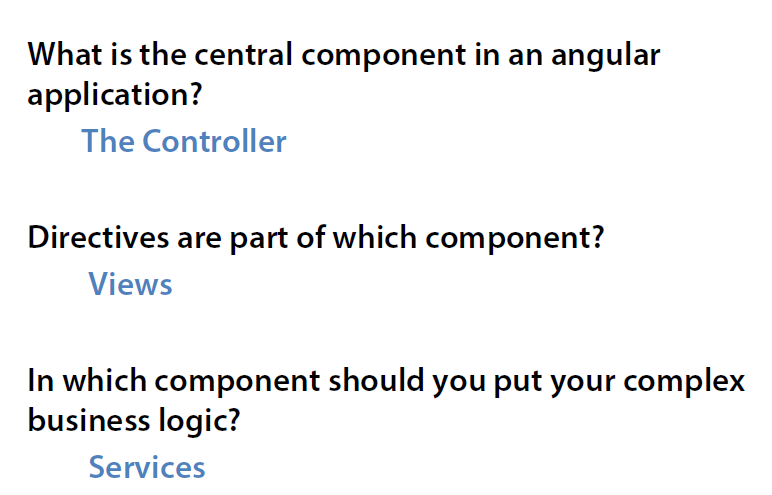 What is the central component in an angular
application?
The Controller
Directives are part of which component?
Views
In which component should you put your complex
business logic?
Services